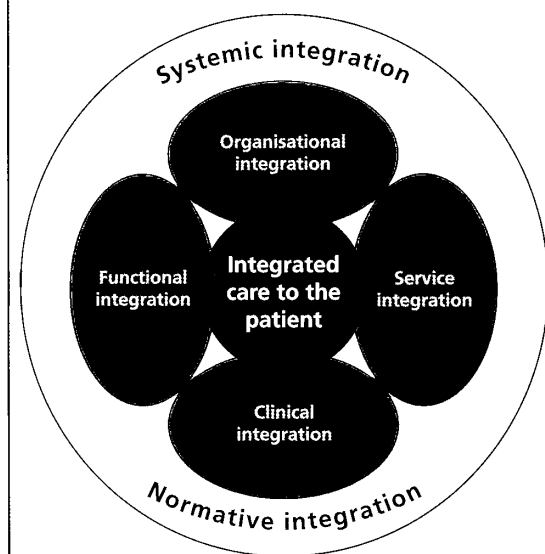 Systemic integration
Organisational
integration
Functional
integration
Integrated
care to the
patient
Service
integration
Clinical
integration
Normative integration